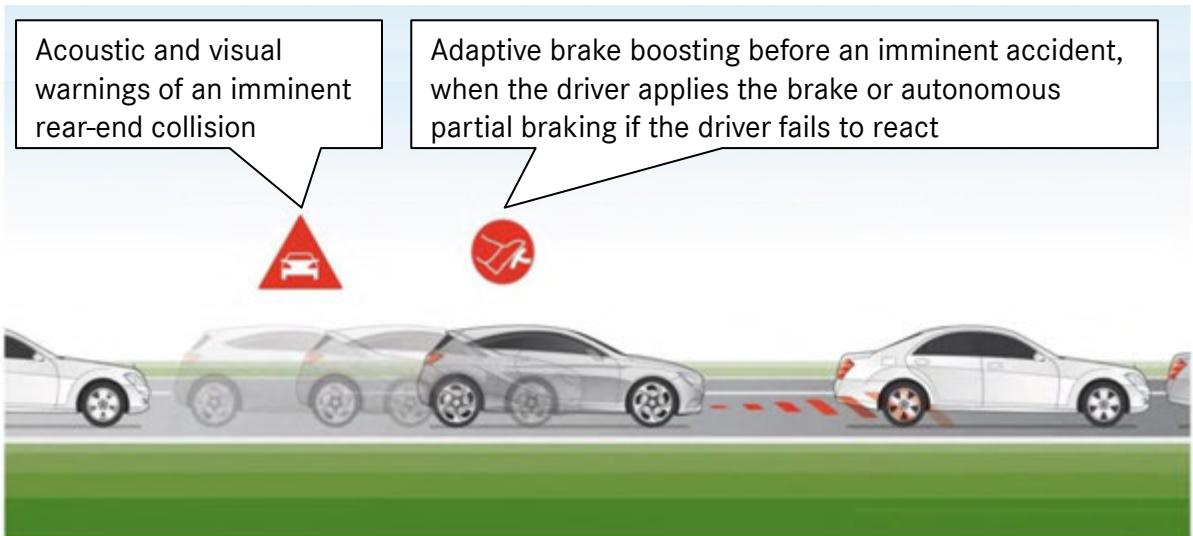 Acoustic and visual
warnings of an imminent
rear-end collision
Adaptive brake boosting before an imminent accident,
when the driver applies the brake or autonomous
partial braking if the driver fails to react